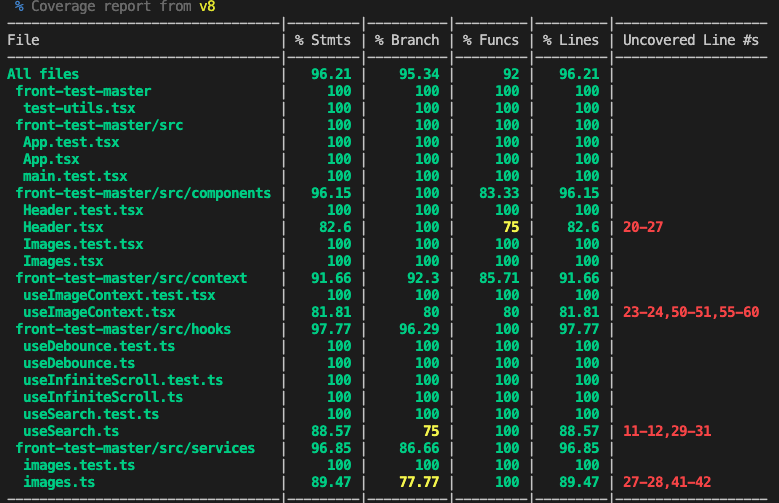 % Coverage report from v8
File | % Stmts | % Branch | % Funcs | % Lines | Uncovered Line #s
All files | 96.21 | 95.34 | 92 | 96.21 |
front-test-master | 100 | 100 | 100 | 100 |
test-utils.tsx | 100 | 100 | 100 | 100 |
front-test-master/src | 100 | 100 | 100 | 100 |
App.test.tsx | 100 | 100 | 100 | 100 |
App.tsx | 100 | 100 | 100 | 100 |
main.test.tsx | 100 | 100 | 100 | 100 |
front-test-master/src/components | 96.15 | 100 | 83.33 | 96.15 |
Header.test.tsx | 100 | 100 | 100 | 100 |
Header.tsx | 82.6 | 100 | 75 | 82.6 | 20-27
Images.test.tsx | 100 | 100 | 100 | 100 |
Images.tsx | 100 | 100 | 100 | 100 |
front-test-master/src/context | 91.66 | 92.3 | 85.71 | 91.66 |
useImageContext.test.tsx | 100 | 100 | 100 | 100 |
useImageContext.tsx | 81.81 | 80 | 80 | 81.81 | 23-24,50-51,55-60
front-test-master/src/hooks | 97.77 | 96.29 | 100 | 97.77 |
useDebounce.test.ts | 100 | 100 | 100 | 100 |
useDebounce.ts | 100 | 100 | 100 | 100 |
useInfiniteScroll.test.ts | 100 | 100 | 100 | 100 |
useInfiniteScroll.ts | 100 | 100 | 100 | 100 |
useSearch.test.ts | 100 | 100 | 100 | 100 |
useSearch.ts | 88.57 | 75 | 100 | 88.57 | 11-12,29-31
front-test-master/src/services | 96.85 | 86.66 | 100 | 96.85 |
images.test.ts | 100 | 100 | 100 | 100 |
images.ts | 89.47 | 77.77 | 100 | 89.47 | 27-28,41-42